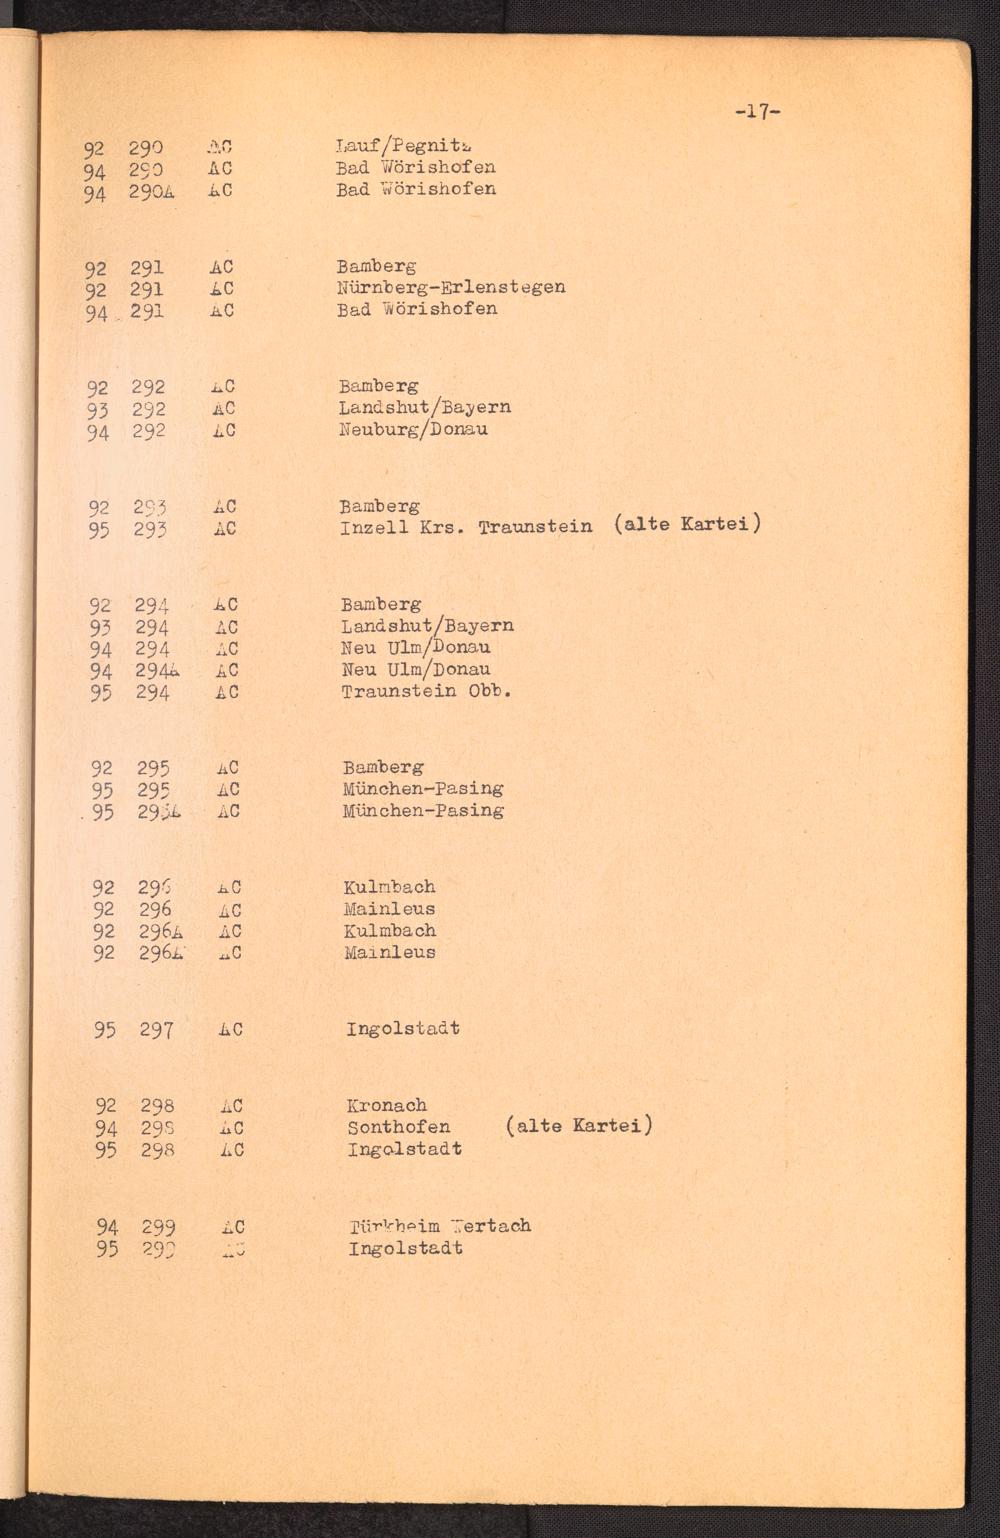 -17-
92 290 AC Lauf/Pegnitz
94 290 AC Bad Wörishofen
94 290A AC Bad Wörishofen
92 291 AC Bamberg
92 291 AC Nürnberg-Erlenstegen
94 291 AC Bad Wörishofen
92 292 AC Bamberg
93 292 AC Landshut/Bayern
94 292 AC Neuburg/Donau
92 293 AC Bamberg
95 293 AC Inzell Krs. Traunstein (alte Kartei)
92 294 AC Bamberg
93 294 AC Landshut/Bayern
94 294 AC Neu Ulm/Donau
94 294A AC Neu Ulm/Donau
95 294 AC Traunstein Obb.
92 295 AC Bamberg
95 295 AC München-Pasing
95 295A AC München-Pasing
92 296 AC Kulmbach
92 296 AC Mainleus
92 296A AC Kulmbach
92 296A AC Mainleus
95 297 AC Ingolstadt
92 298 AC Kronach
94 298 AC Sonthofen (alte Kartei)
95 298 AC Ingolstadt
94 299 AC Türkheim Wertach
95 299 AC Ingolstadt